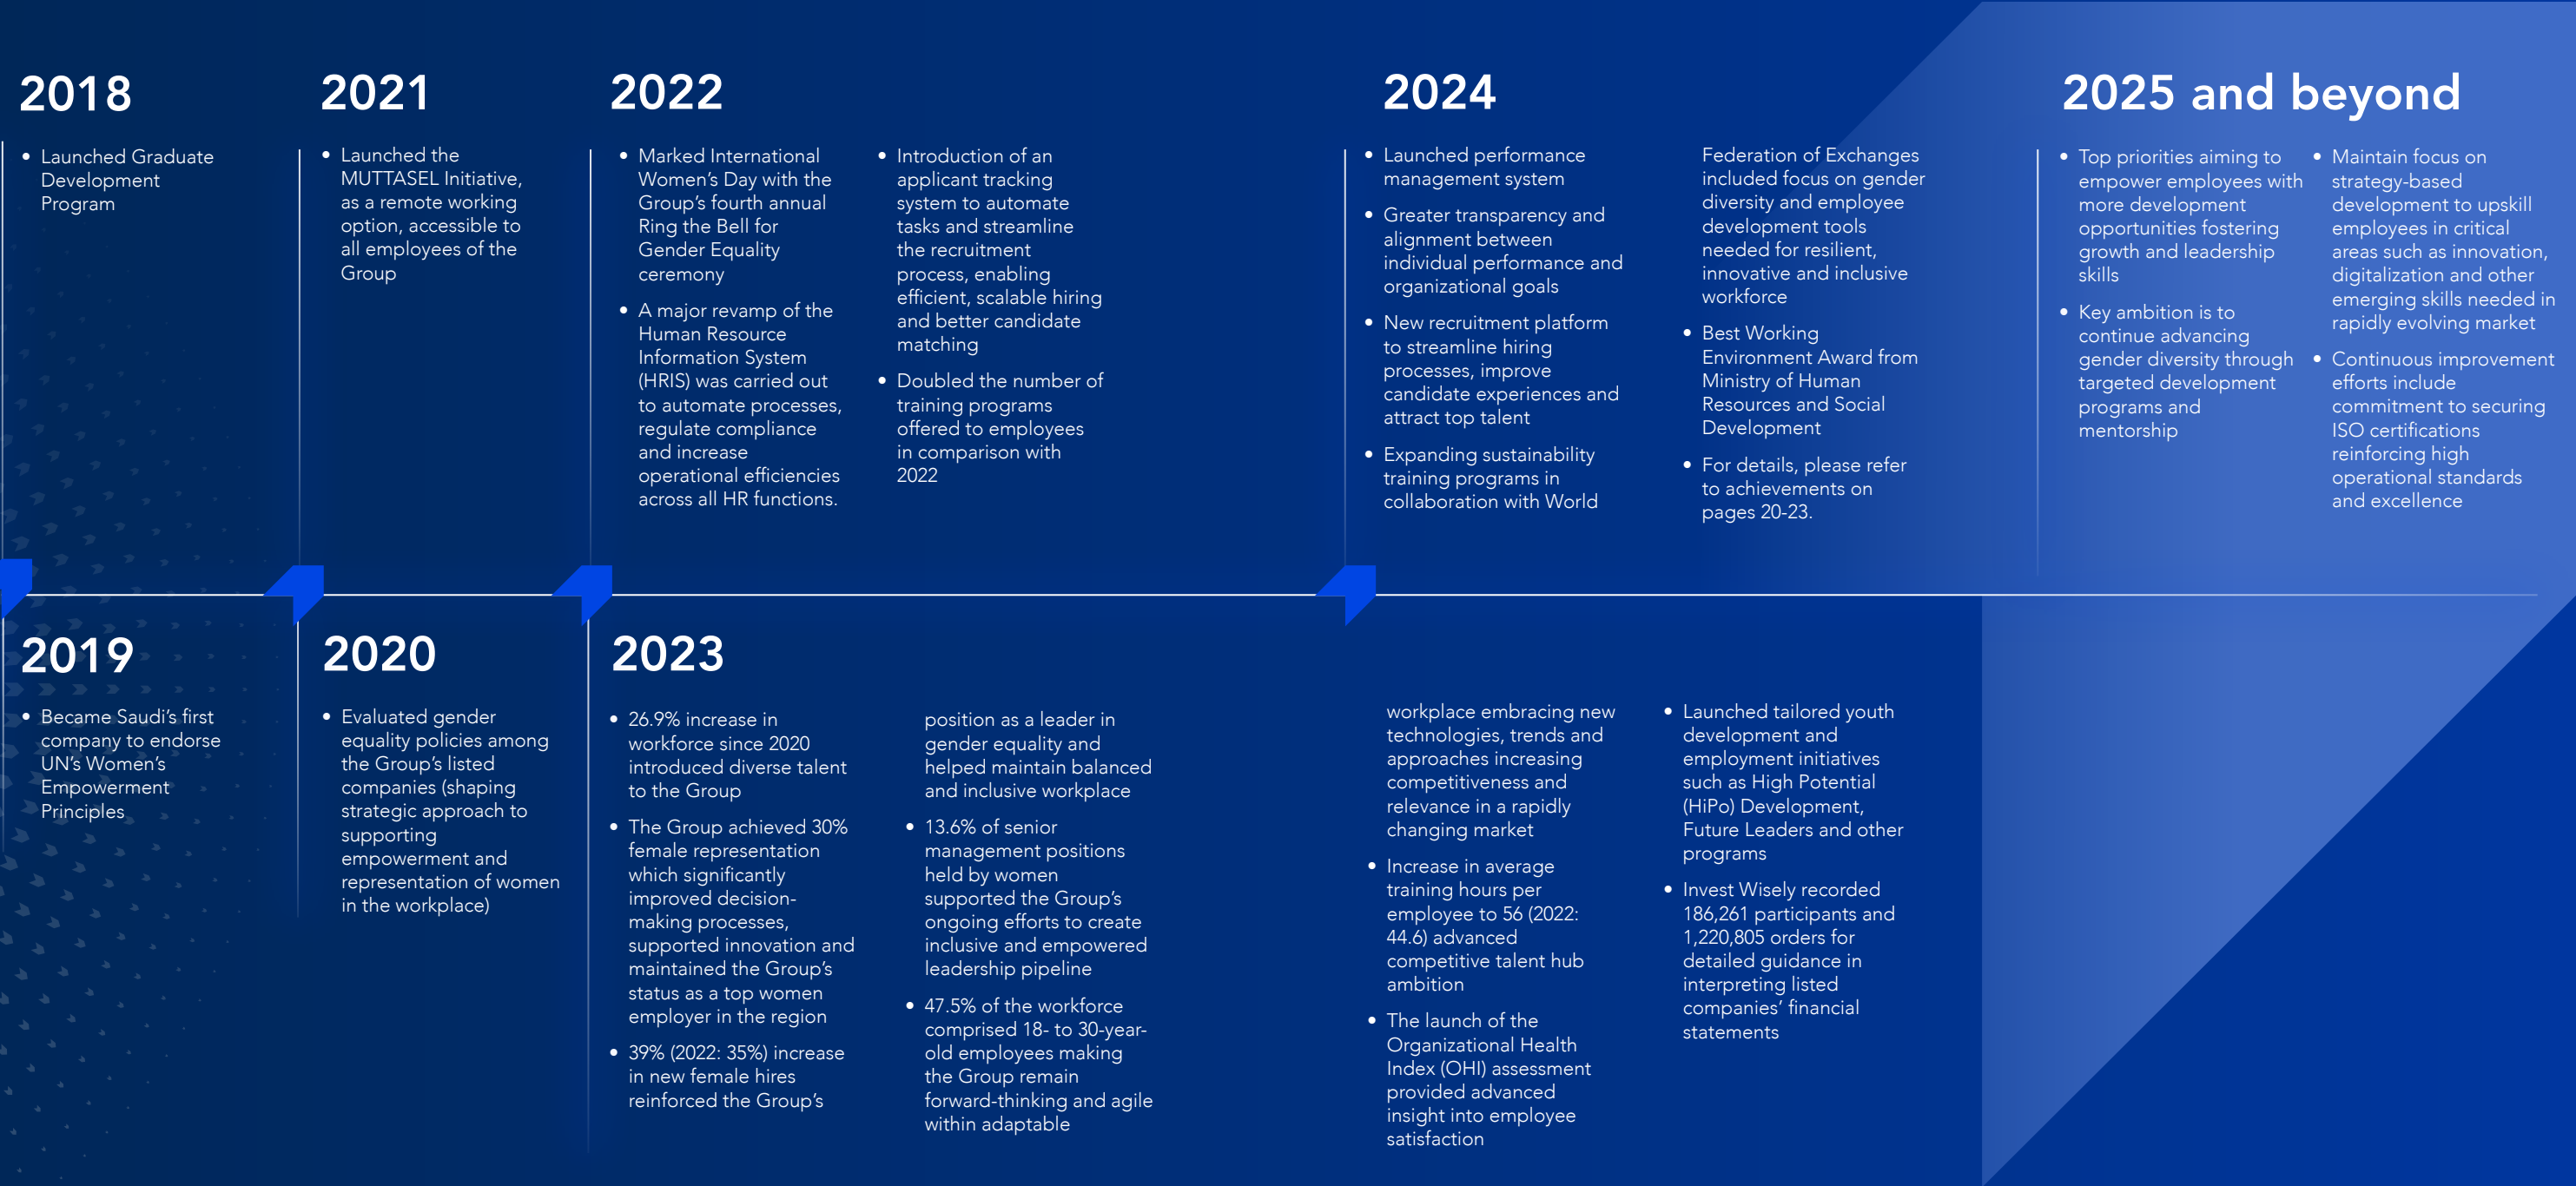 2018
• Launched Graduate
Development
Program
2021
• Launched the
MUTTASEL Initiative,
as a remote working
option, accessible to
all employees of the
Group
2022
• Marked International
Women’s Day with the
Group’s fourth annual
Ring the Bell for
Gender Equality
ceremony
• A major revamp of the
Human Resource
Information System
(HRIS) was carried out
to automate processes,
regulate compliance
and increase
operational efficiencies
across all HR functions.
• Introduction of an
applicant tracking
system to automate
tasks and streamline
the recruitment
process, enabling
efficient, scalable hiring
and better candidate
matching
• Doubled the number of
training programs
offered to employees
in comparison with
2022
2024
• Launched performance
management system
• Greater transparency and
alignment between
individual performance and
organizational goals
• New recruitment platform
to streamline hiring
processes, improve
candidate experiences and
attract top talent
• Expanding sustainability
training programs in
collaboration with World
Federation of Exchanges
included focus on gender
diversity and employee
development tools
needed for resilient,
innovative and inclusive
workforce
• Best Working
Environment Award from
Ministry of Human
Resources and Social
Development
• For details, please refer
to achievements on
pages 20-23.
2025 and beyond
• Top priorities aiming to
empower employees with
more development
opportunities fostering
growth and leadership
skills
• Key ambition is to
continue advancing
gender diversity through
targeted development
programs and
mentorship
• Maintain focus on
strategy-based
development to upskill
employees in critical
areas such as innovation,
digitalization and other
emerging skills needed in
rapidly evolving market
• Continuous improvement
efforts include
commitment to securing
ISO certifications
reinforcing high
operational standards
and excellence
2019
• Became Saudi’s first
company to endorse
UN’s Women’s
Empowerment
Principles
2020
• Evaluated gender
equality policies among
the Group’s listed
companies (shaping
strategic approach to
supporting
empowerment and
representation of women
in the workplace)
2023
• 26.9% increase in
workforce since 2020
introduced diverse talent
to the Group
• The Group achieved 30%
female representation
which significantly
improved decision-
making processes,
supported innovation and
maintained the Group’s
status as a top women
employer in the region
• 39% (2022: 35%) increase
in new female hires
reinforced the Group’s
position as a leader in
gender equality and
helped maintain balanced
and inclusive workplace
• 13.6% of senior
management positions
held by women
supported the Group’s
ongoing efforts to create
inclusive and empowered
leadership pipeline
• 47.5% of the workforce
comprised 18- to 30-year-
old employees making
the Group remain
forward-thinking and agile
within adaptable
workplace embracing new
technologies, trends and
approaches increasing
competitiveness and
relevance in a rapidly
changing market
• Increase in average
training hours per
employee to 56 (2022:
44.6) advanced
competitive talent hub
ambition
• The launch of the
Organizational Health
Index (OHI) assessment
provided advanced
insight into employee
satisfaction
• Launched tailored youth
development and
employment initiatives
such as High Potential
(HiPo) Development,
Future Leaders and other
programs
• Invest Wisely recorded
186,261 participants and
1,220,805 orders for
detailed guidance in
interpreting listed
companies’ financial
statements